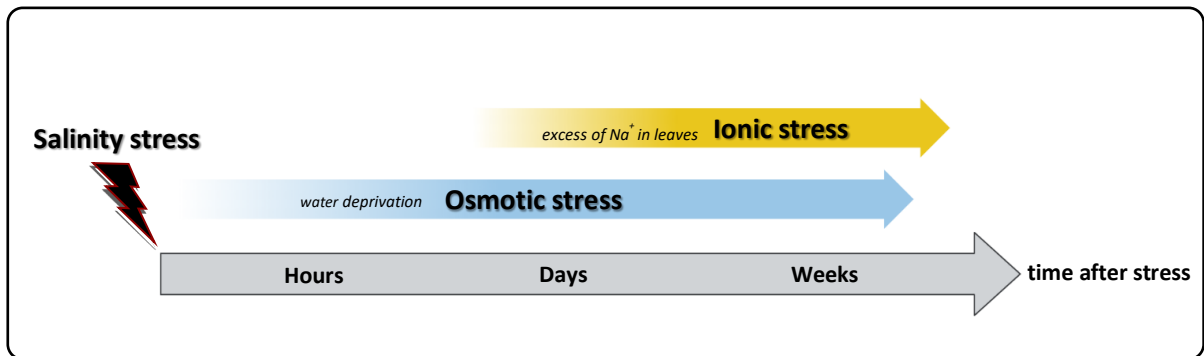 excess of Na⁺ in leaves Ionic stress
Salinity stress
water deprivation Osmotic stress
Hours Days Weeks time after stress